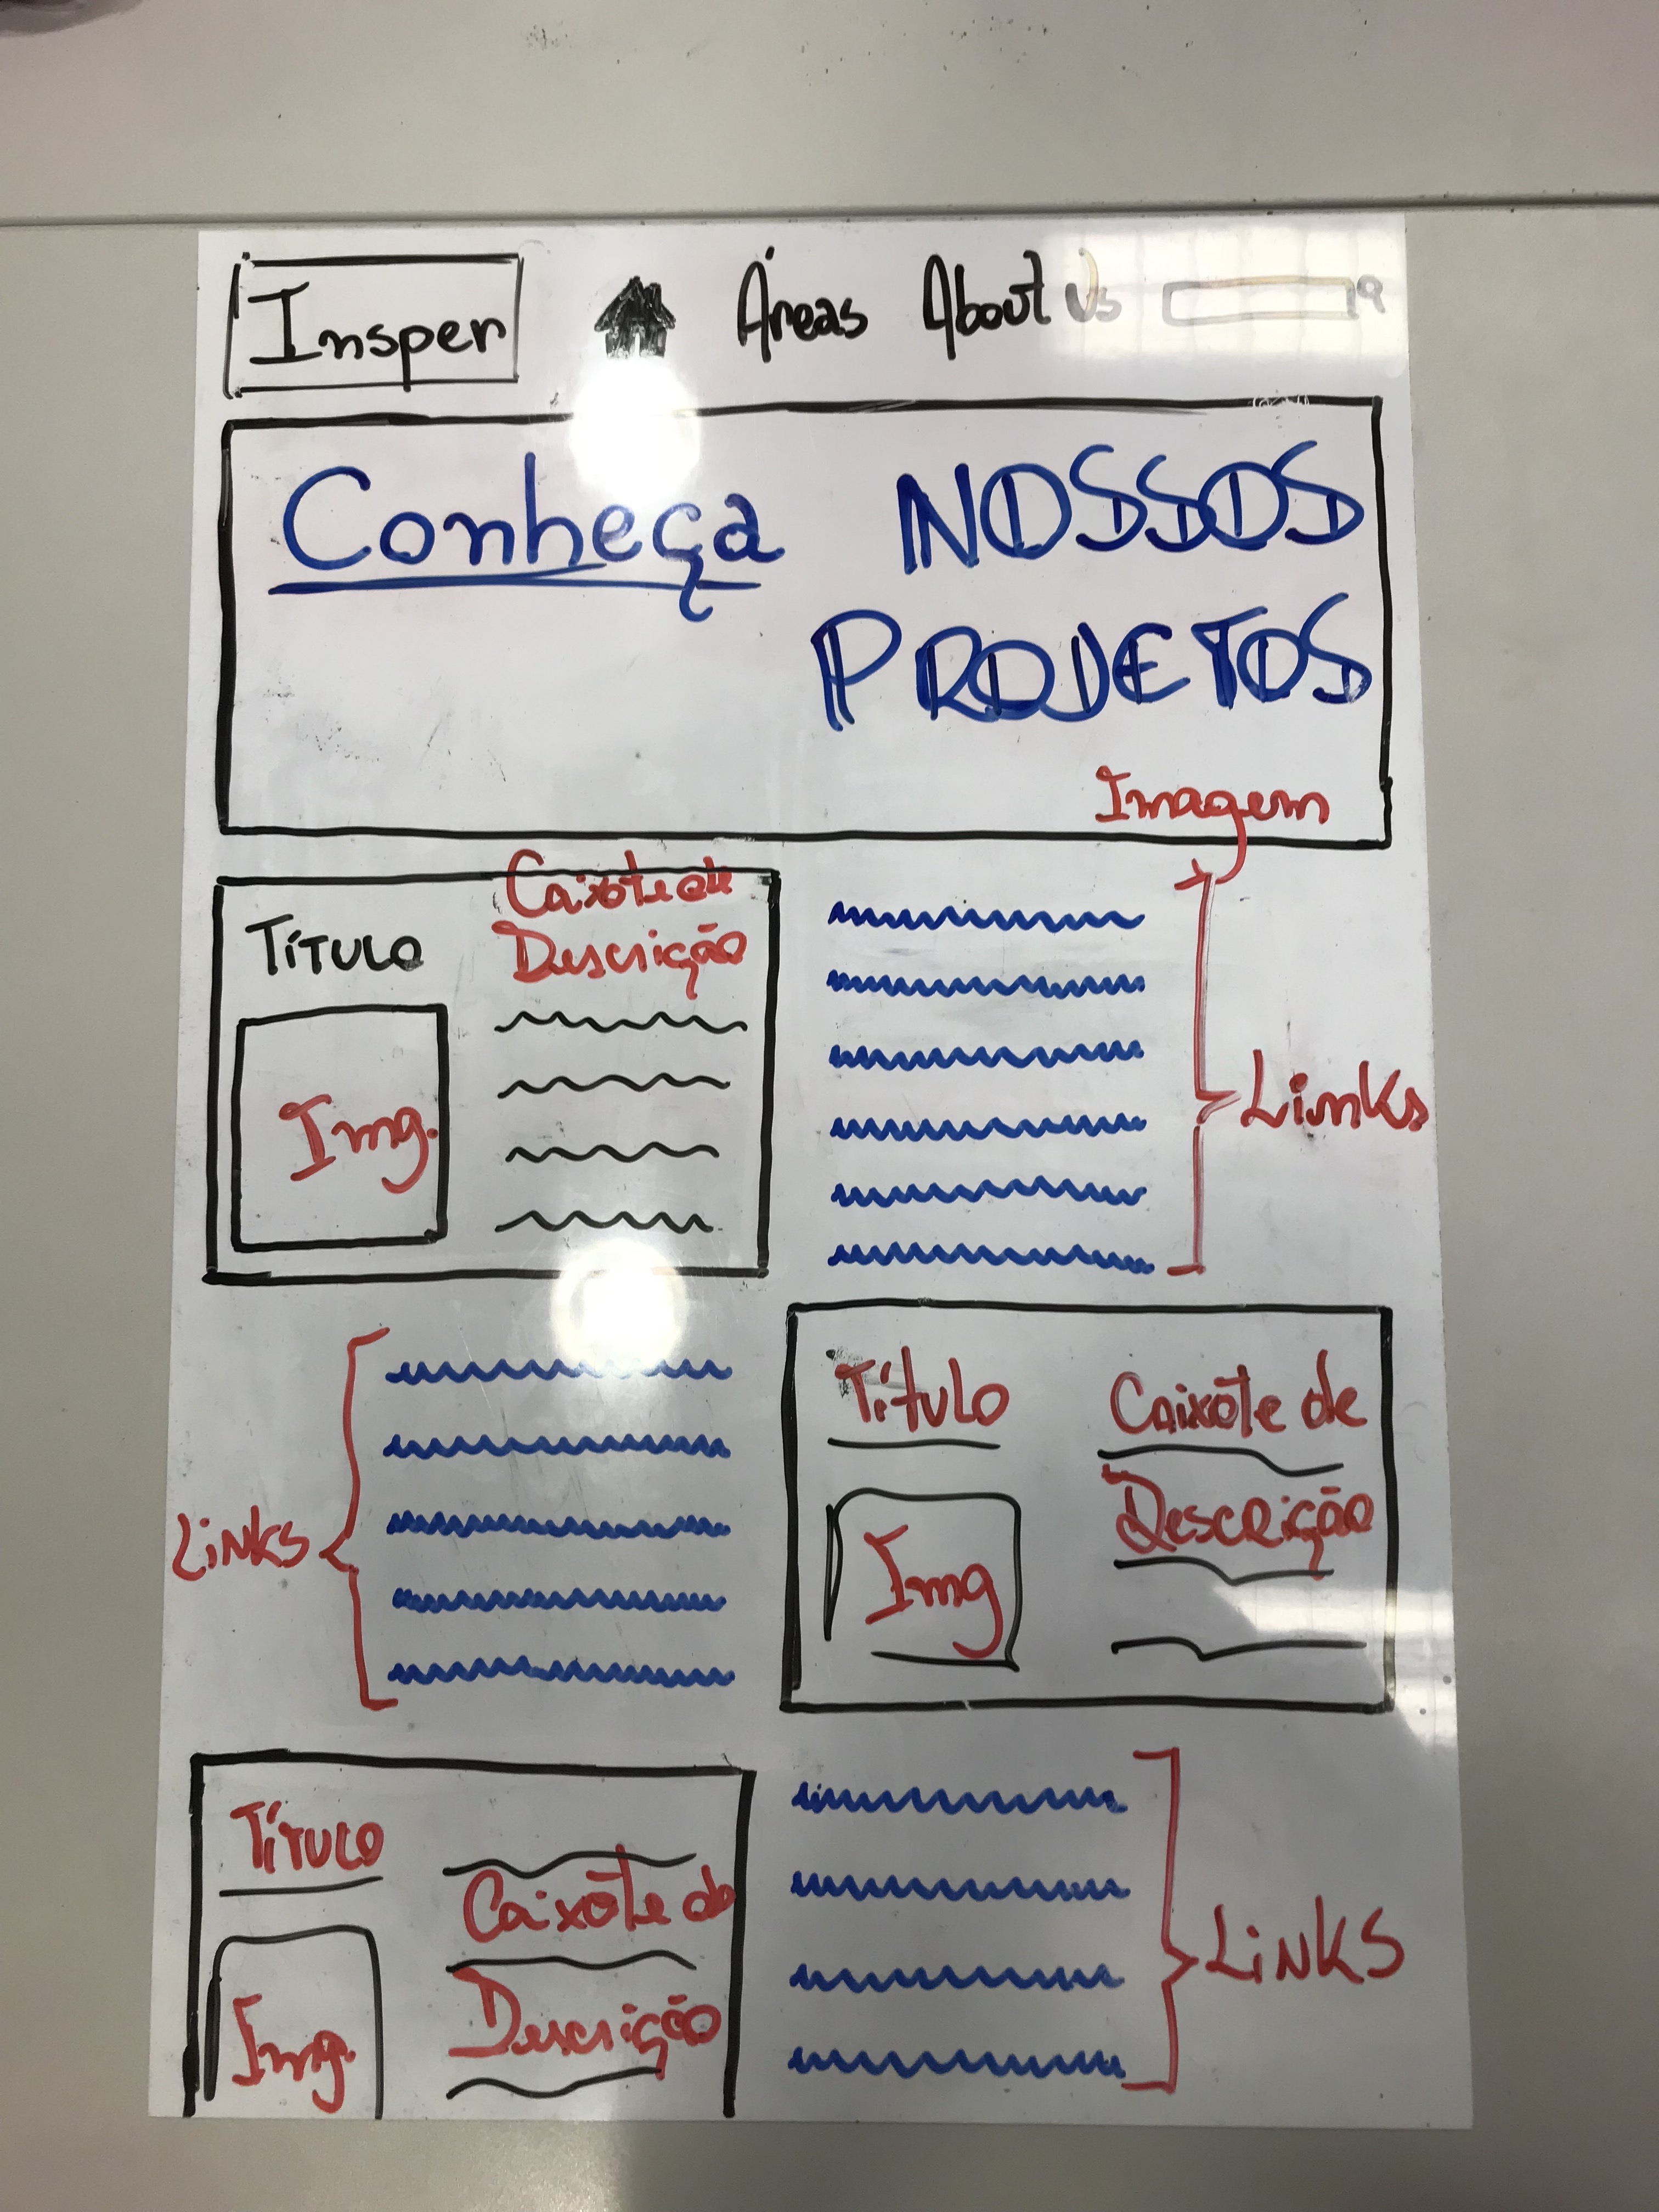 Insper Áreas About Us
Conheça NOSSOS
PROJETOS
Imagem
TÍTULO
Caixote de
Descrição
Img.
Links
Links
Título
Caixote de
Descrição
Img
TÍTULO
Caixote de
Descrição
Img.
LiNKS